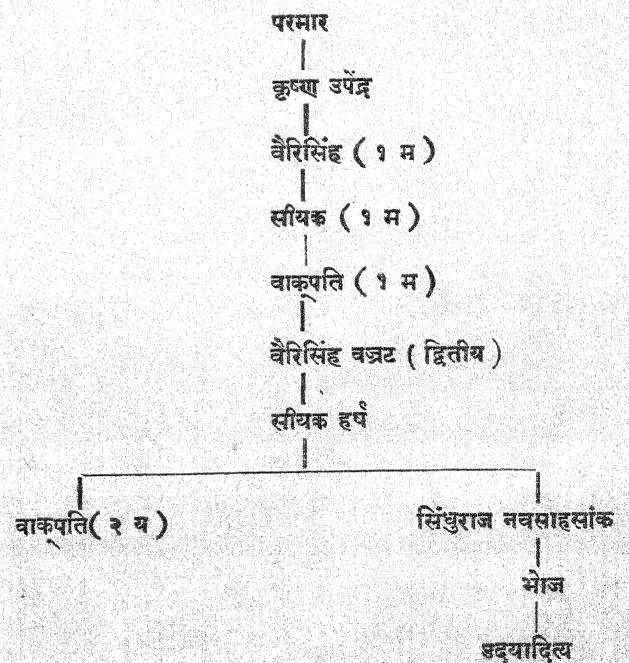 परमार
कृष्ण उपेंद्र
वैरिसिंह ( १ म )
सीयक ( १ म )
वाक्‌पति ( १ म )
वैरिसिंह वज्रट ( द्वितीय )
सीयक हर्ष
वाक्‌पति( २ य )
सिंधुराज नवसाहसांक
भोज
उदयादित्य